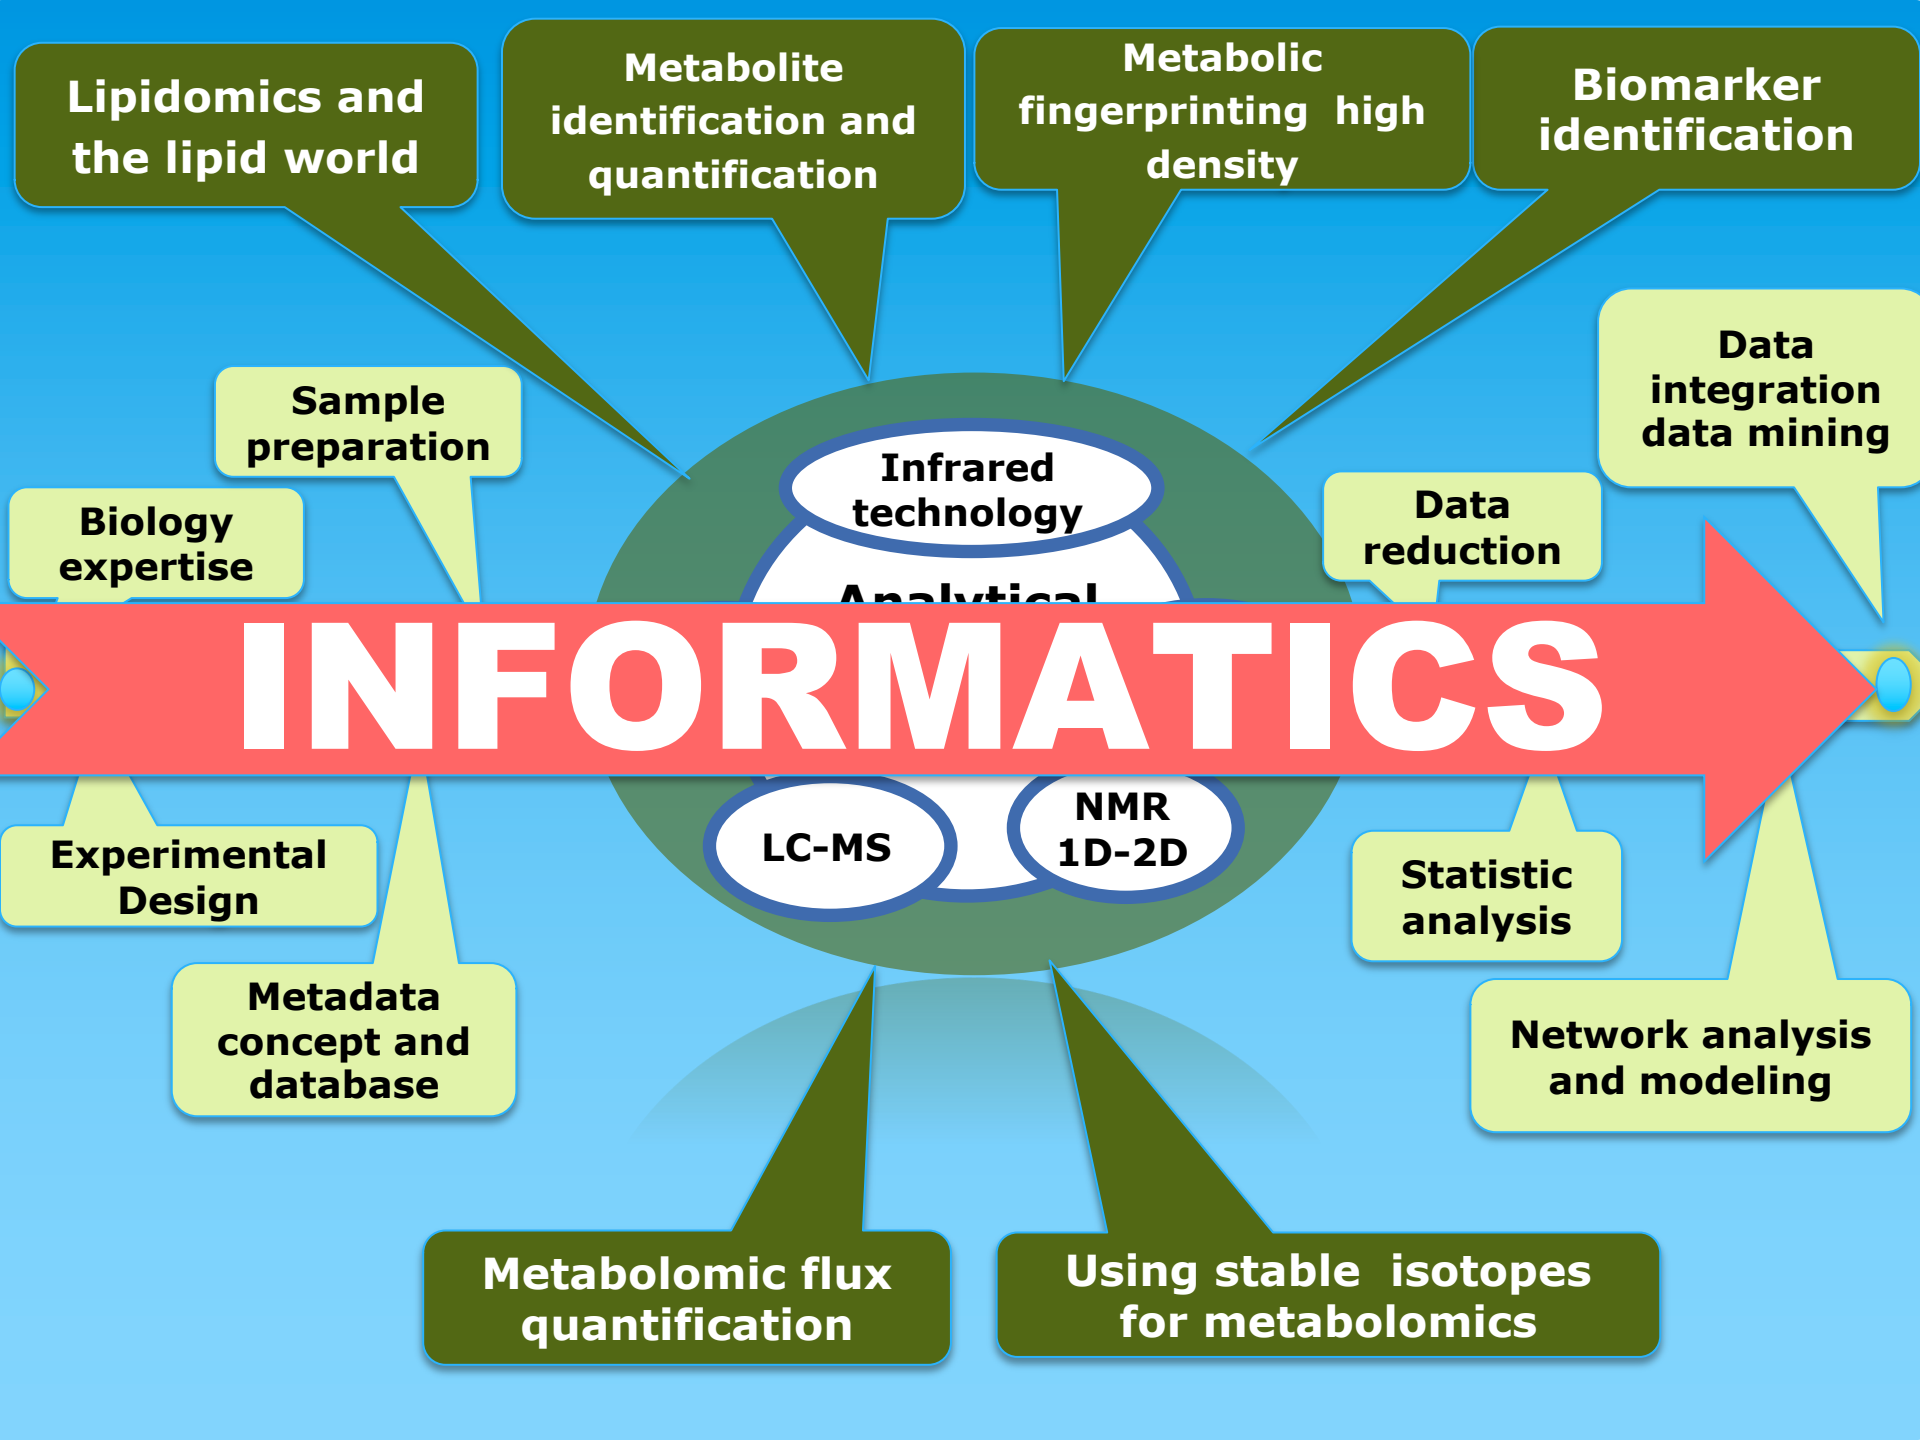 Lipidomics and
the lipid world
Metabolite
identification and
quantification
Metabolic
fingerprinting  high
density
Biomarker
identification
Data
integration
data mining
Sample
preparation
Biology
expertise
Infrared
technology
Data
reduction
Analytical
INFORMATICS
LC-MS
NMR
1D-2D
Experimental
Design
Statistic
analysis
Metadata
concept and
database
Network analysis
and modeling
Metabolomic flux
quantification
Using stable  isotopes
for metabolomics